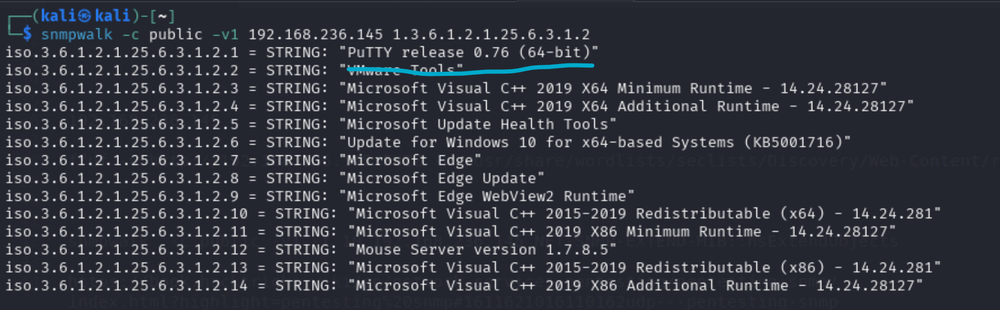 ┌──(kali㉿kali)-[~]
└─$ snmpwalk -c public -v1 192.168.236.145 1.3.6.1.2.1.25.6.3.1.2
iso.3.6.1.2.1.25.6.3.1.2.1 = STRING: "PuTTY release 0.76 (64-bit)"
iso.3.6.1.2.1.25.6.3.1.2.2 = STRING: "VMware Tools"
iso.3.6.1.2.1.25.6.3.1.2.3 = STRING: "Microsoft Visual C++ 2019 X64 Minimum Runtime - 14.24.28127"
iso.3.6.1.2.1.25.6.3.1.2.4 = STRING: "Microsoft Visual C++ 2019 X64 Additional Runtime - 14.24.28127"
iso.3.6.1.2.1.25.6.3.1.2.5 = STRING: "Microsoft Update Health Tools"
iso.3.6.1.2.1.25.6.3.1.2.6 = STRING: "Update for Windows 10 for x64-based Systems (KB5001716)"
iso.3.6.1.2.1.25.6.3.1.2.7 = STRING: "Microsoft Edge"
iso.3.6.1.2.1.25.6.3.1.2.8 = STRING: "Microsoft Edge Update"
iso.3.6.1.2.1.25.6.3.1.2.9 = STRING: "Microsoft Edge WebView2 Runtime"
iso.3.6.1.2.1.25.6.3.1.2.10 = STRING: "Microsoft Visual C++ 2015-2019 Redistributable (x64) - 14.24.281"
iso.3.6.1.2.1.25.6.3.1.2.11 = STRING: "Microsoft Visual C++ 2019 X86 Minimum Runtime - 14.24.28127"
iso.3.6.1.2.1.25.6.3.1.2.12 = STRING: "Mouse Server version 1.7.8.5"
iso.3.6.1.2.1.25.6.3.1.2.13 = STRING: "Microsoft Visual C++ 2015-2019 Redistributable (x86) - 14.24.281"
iso.3.6.1.2.1.25.6.3.1.2.14 = STRING: "Microsoft Visual C++ 2019 X86 Additional Runtime - 14.24.28127"